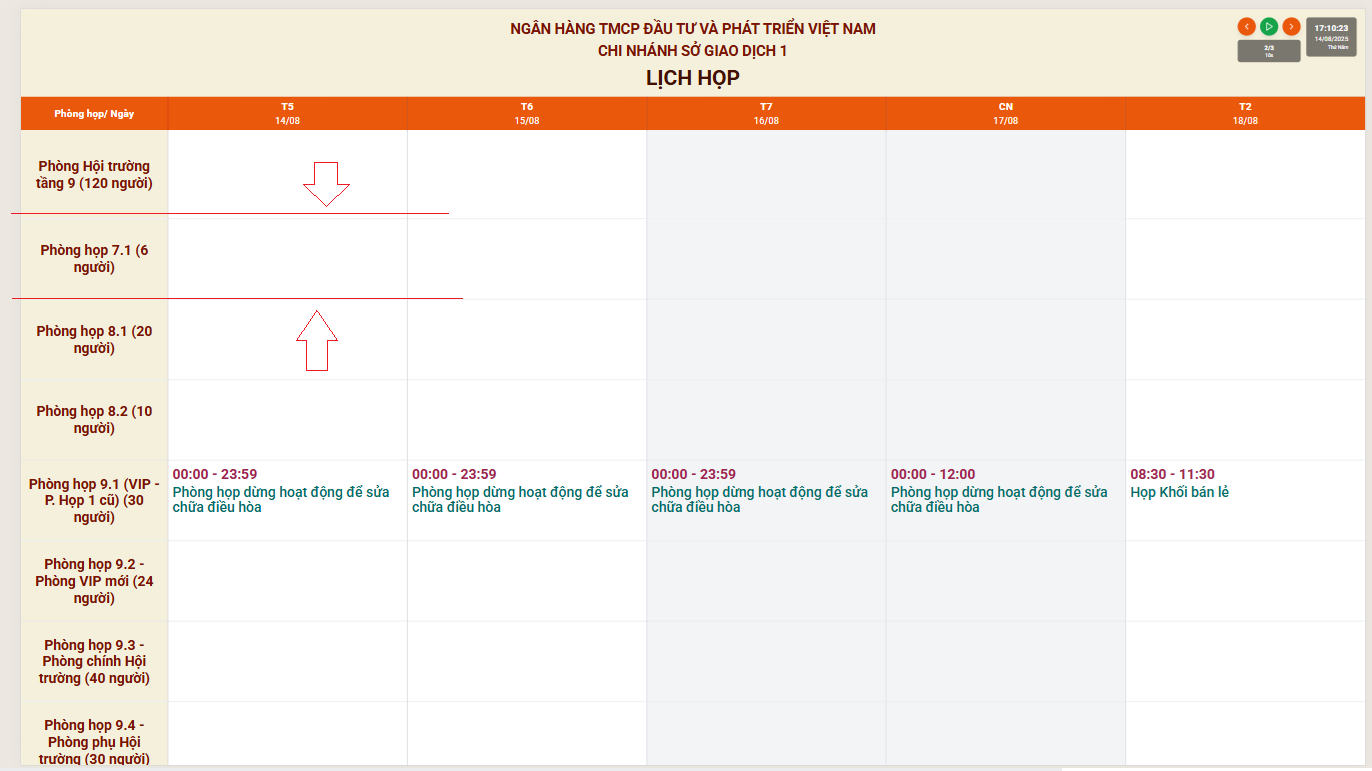 NGÂN HÀNG TMCP ĐẦU TƯ VÀ PHÁT TRIỂN VIỆT NAM
CHI NHÁNH SỞ GIAO DỊCH 1
LỊCH HỌP
2/3
10s
17:10:23
14/08/2025
Thứ Năm
Phòng họp/ Ngày
T5
14/08
T6
15/08
T7
16/08
CN
17/08
T2
18/08
Phòng Hội trường
tầng 9 (120 người)
Phòng họp 7.1 (6
người)
Phòng họp 8.1 (20
người)
Phòng họp 8.2 (10
người)
Phòng họp 9.1 (VIP -
P. Họp 1 cũ) (30
người)
00:00 - 23:59
Phòng họp dừng hoạt động để sửa
chữa điều hòa
00:00 - 23:59
Phòng họp dừng hoạt động để sửa
chữa điều hòa
00:00 - 23:59
Phòng họp dừng hoạt động để sửa
chữa điều hòa
00:00 - 12:00
Phòng họp dừng hoạt động để sửa
chữa điều hòa
08:30 - 11:30
Họp Khối bán lẻ
Phòng họp 9.2 -
Phòng VIP mới (24
người)
Phòng họp 9.3 -
Phòng chính Hội
trường (40 người)
Phòng họp 9.4 -
Phòng phụ Hội
trường (30 người)